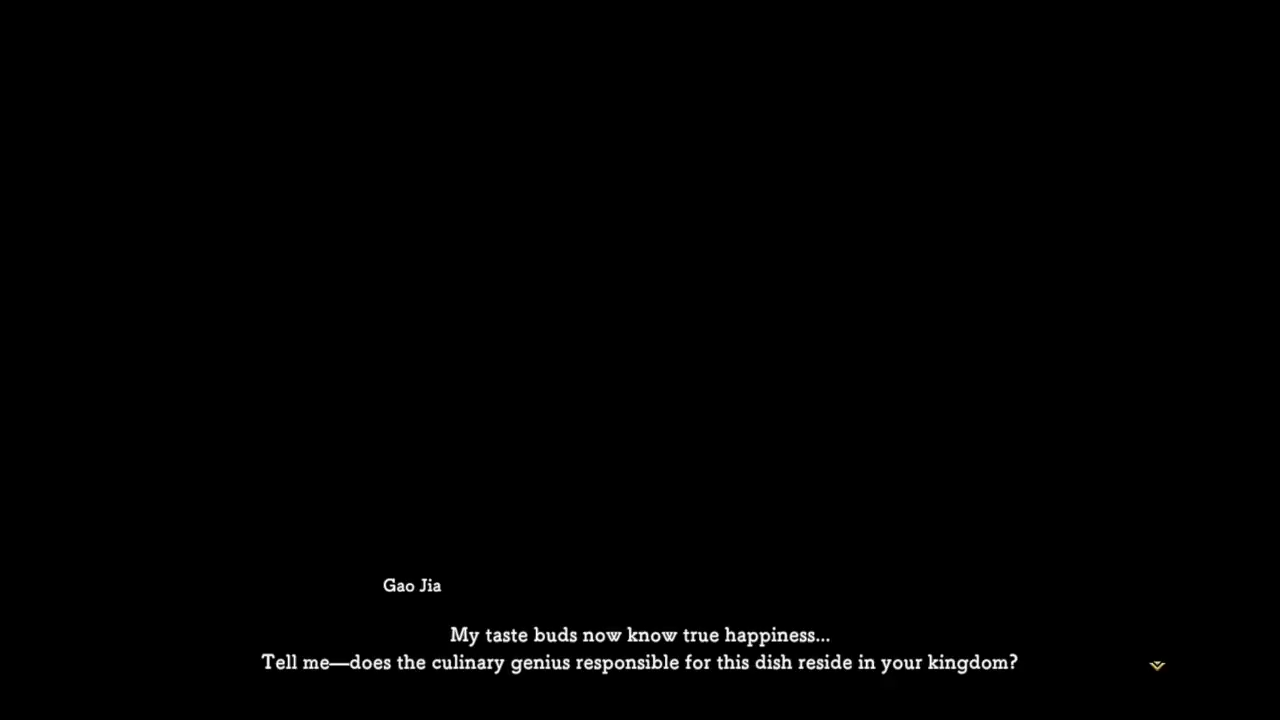 Gao Jia
My taste buds now know true happiness...
Tell me—does the culinary genius responsible for this dish reside in your kingdom?